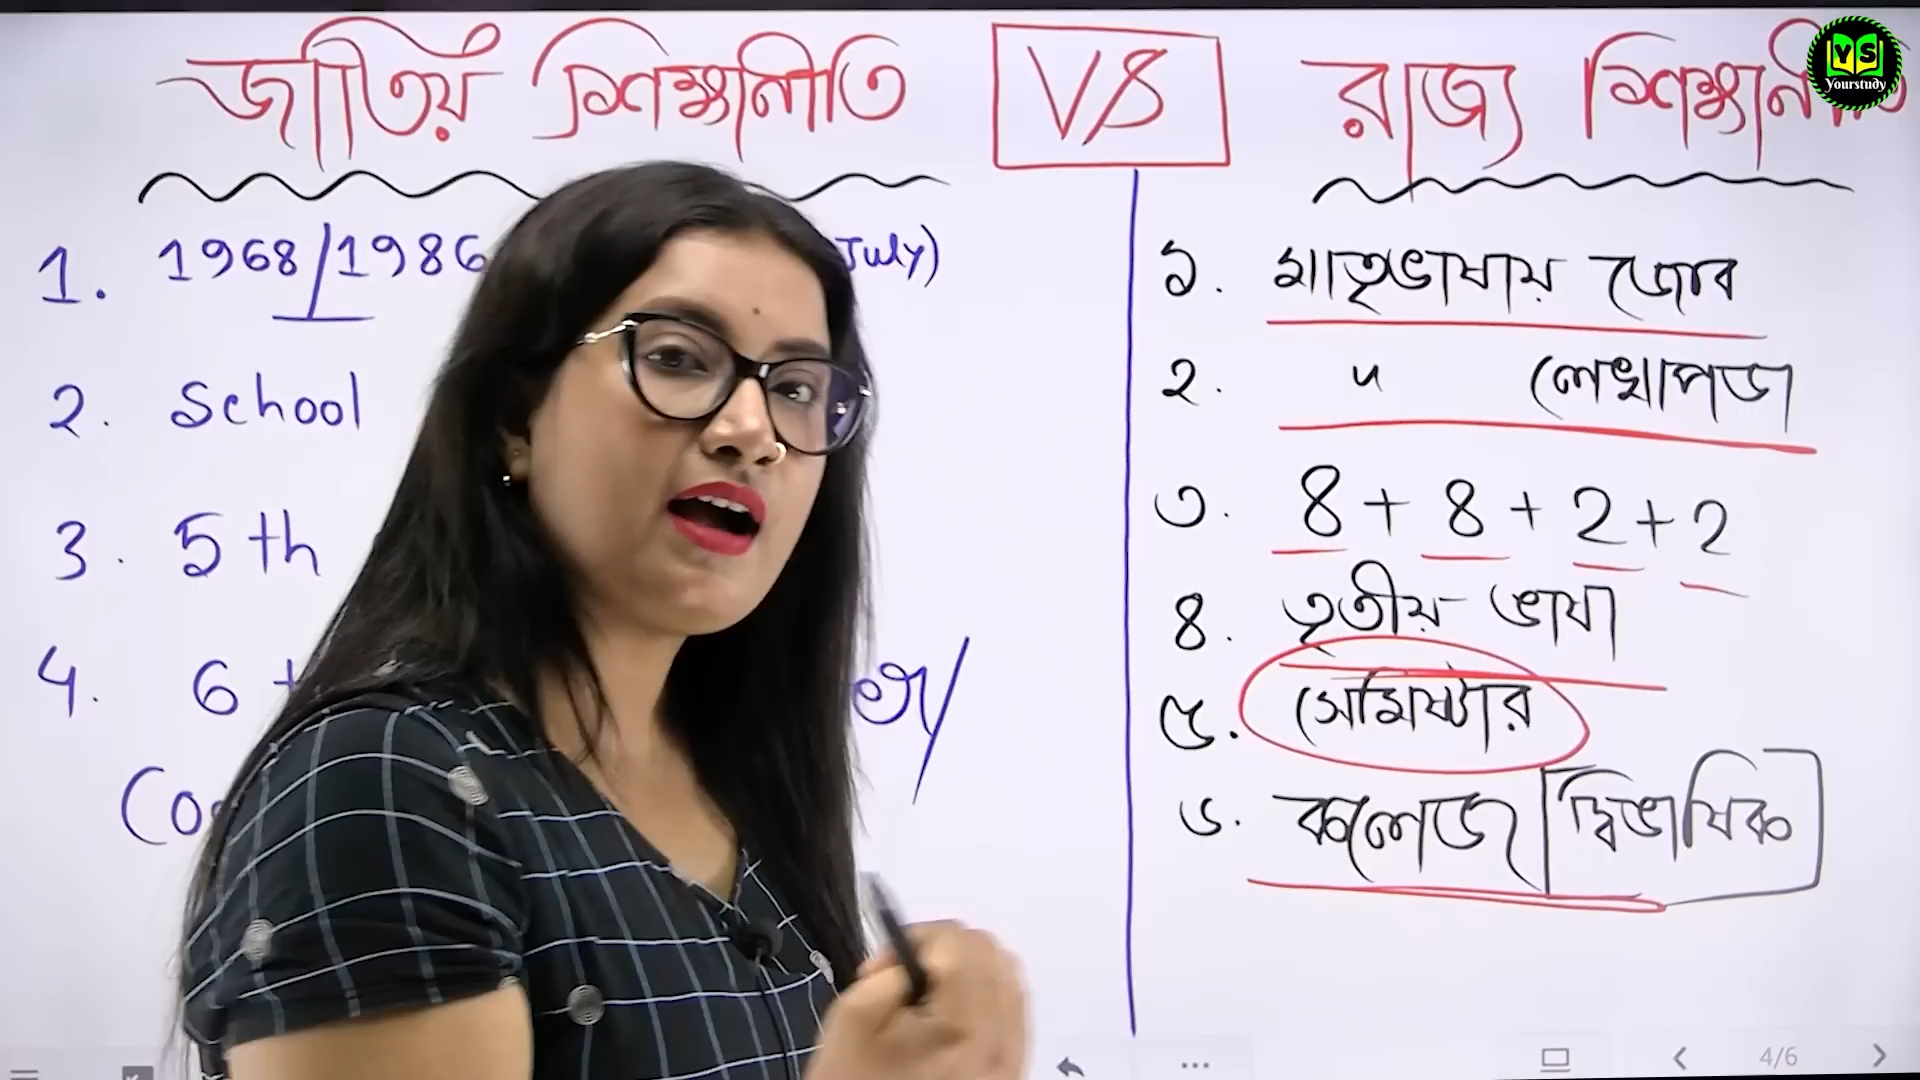 জাতিয় শিক্ষানীতি VS রাজ্য শিক্ষানীতি
YS
Yourstudy
1. 1968/1986 July)
2. School
3. 5th
4. 6
১. মাতৃভাষায় জোর
২. " লেখাপড়া
৩. 8 + 8 + 2 + 2
৪. তৃতীয় ভাষা
৫. সেমিষ্টার
৬. কলেজ দ্বিভাষিক
4/6